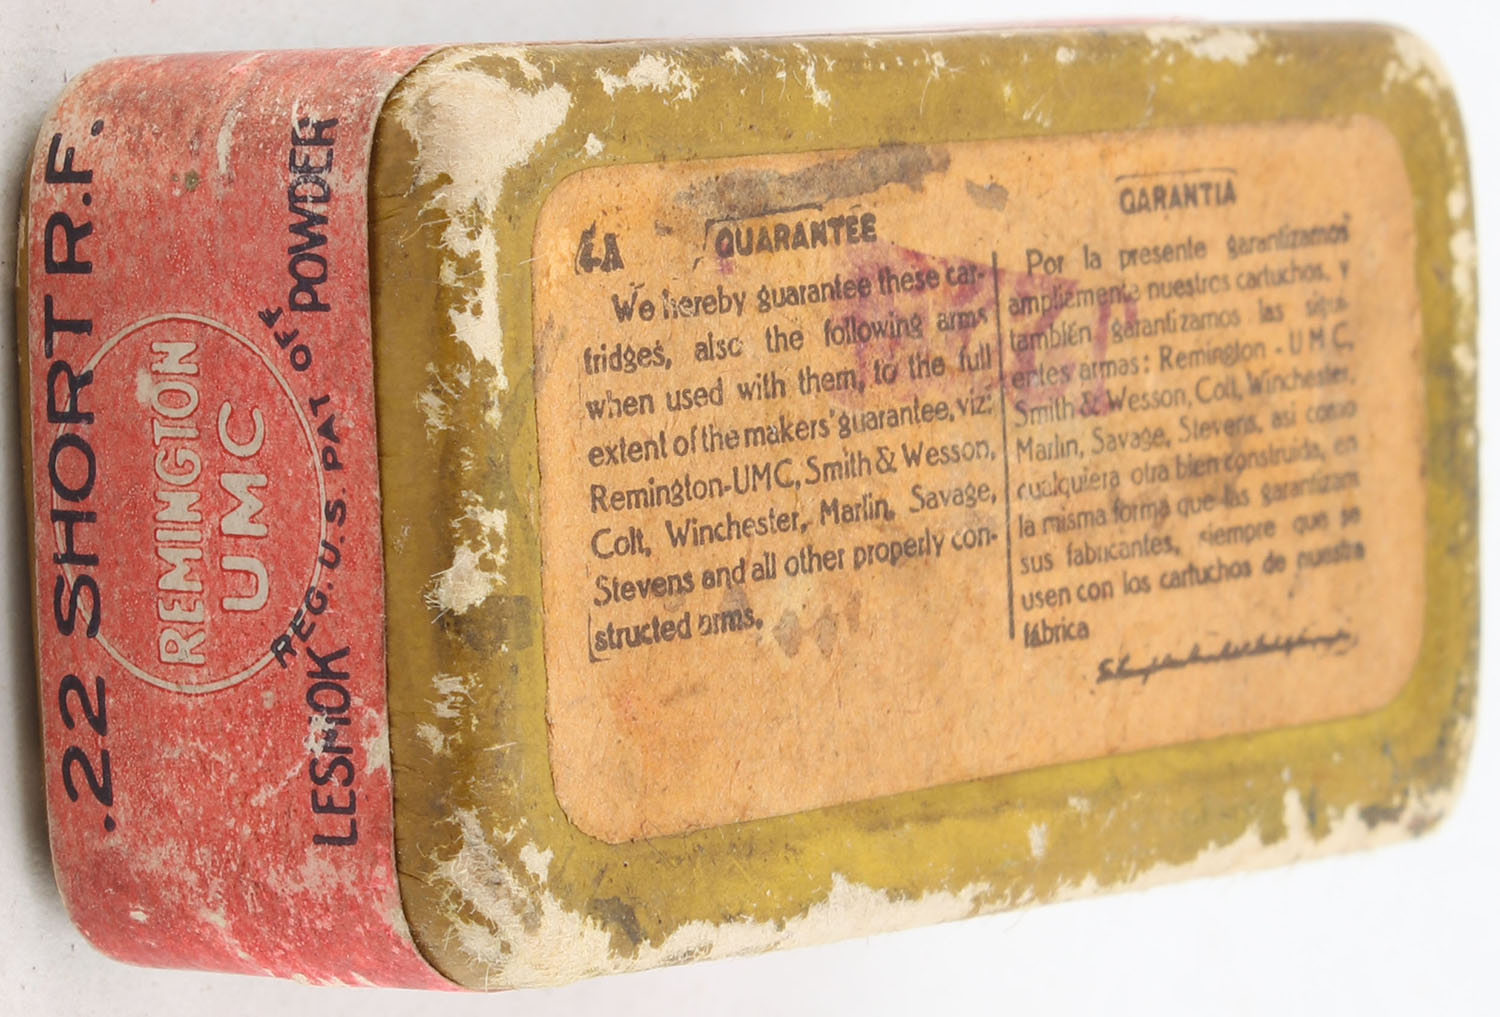 .22 SHORT R.F.
REMINGTON
UMC
REG. U.S. PAT OFF.
LESMOK POWDER
GUARANTEE
We hereby guarantee these car-
tridges, also the following arms
when used with them, to the full
extent of the makers' guarantee, viz:
Remington-UMC, Smith & Wesson,
Colt, Winchester, Marlin, Savage,
Stevens and all other properly con-
structed arms.
GARANTIA
Por la presente garantizamos
ampliamente nuestros cartuchos, y
también garantizamos las sigui-
entes armas: Remington-UMC,
Smith & Wesson, Colt, Winchester,
Marlin, Savage, Stevens, asi como
cualquiera otra bien construida, en
la misma forma que las garantizam
sus fabricantes, siempre que se
usen con los cartuchos de nuestra
fábrica